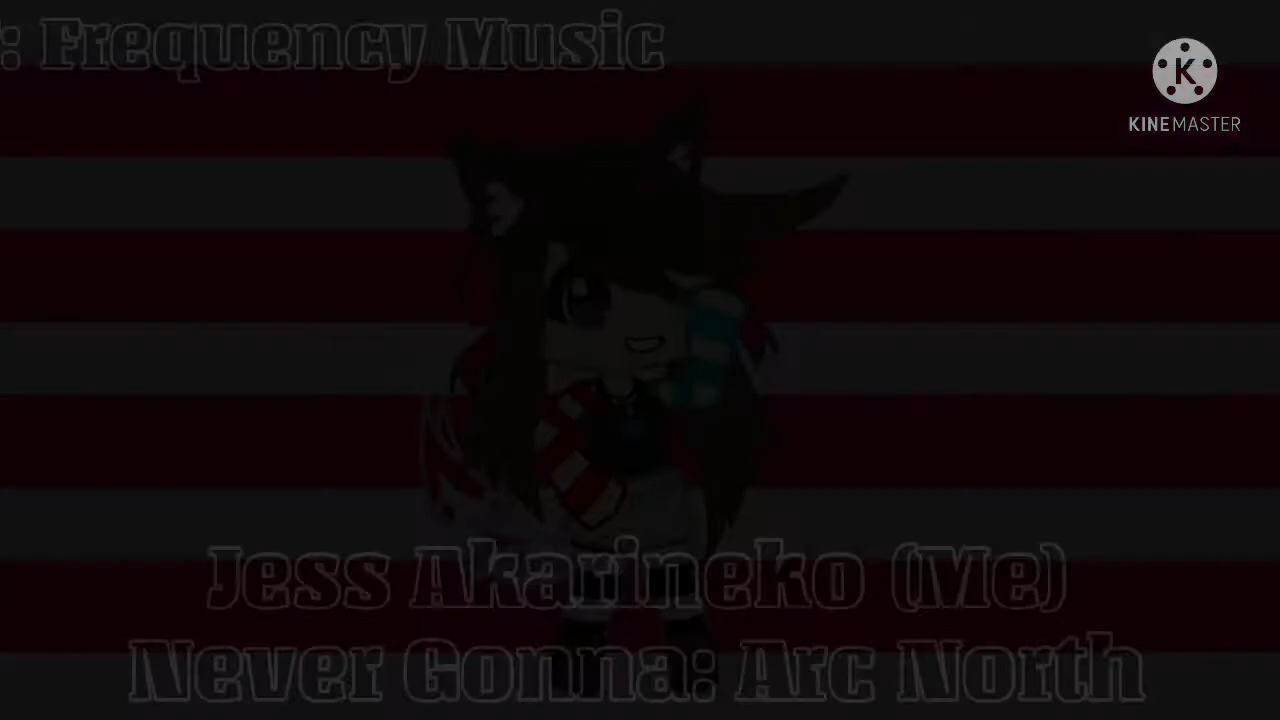 : Frequency Music
KINEMASTER
Jess Akarineko (Me)
Never Gonna: Arc North